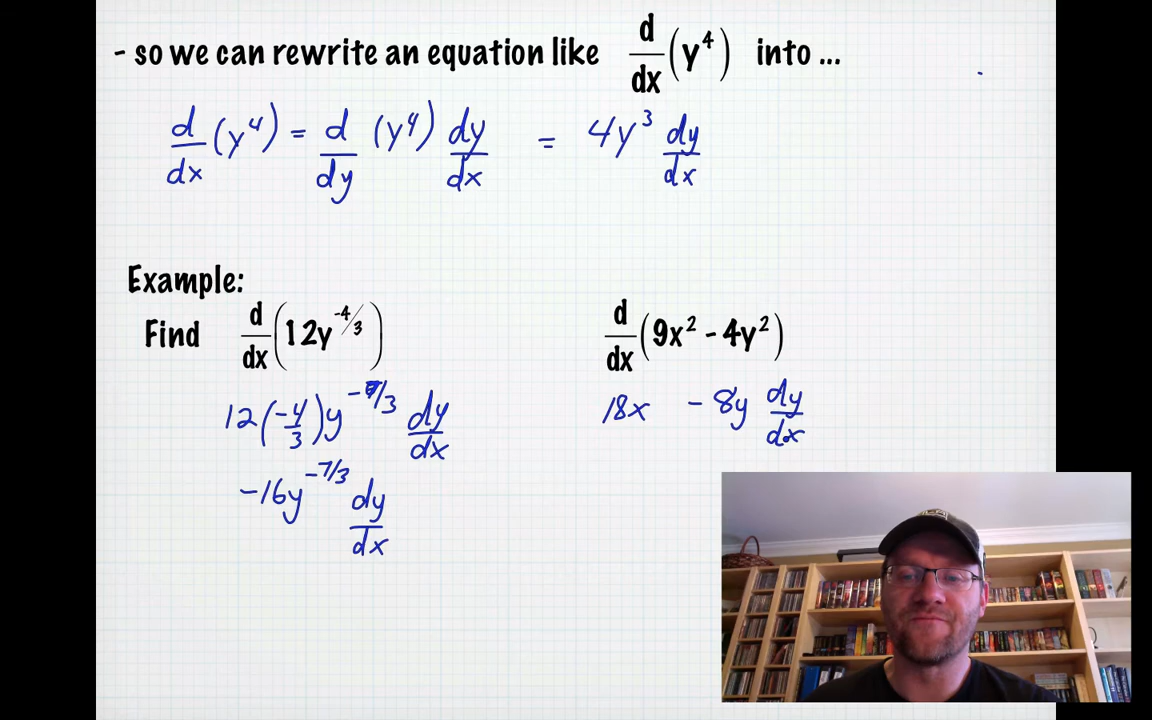 - so we can rewrite an equation like d/dx (y⁴) into ...
d/dx (y⁴) = d/dy (y⁴) dy/dx = 4y³ dy/dx
Example:
Find d/dx (12y^-4/3) d/dx (9x² - 4y²)
12(-4/3)y^-7/3 dy/dx 18x - 8y dy/dx
-16y^-7/3 dy/dx